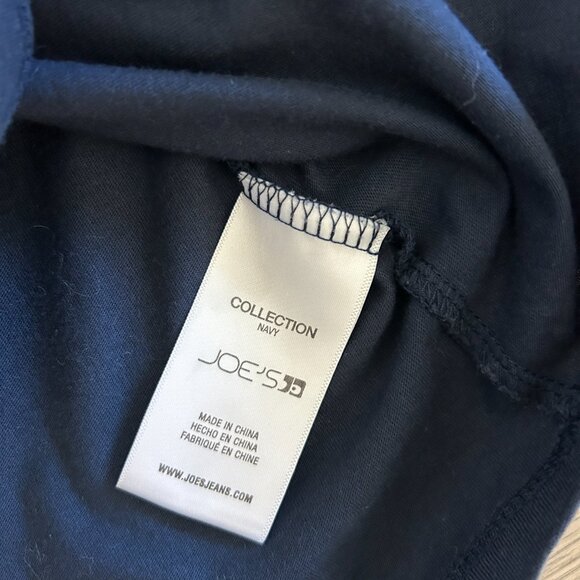 COLLECTION
NAVY
JOE'S
MADE IN CHINA
HECHO EN CHINA
FABRIQUÉ EN CHINE
WWW.JOESJEANS.COM